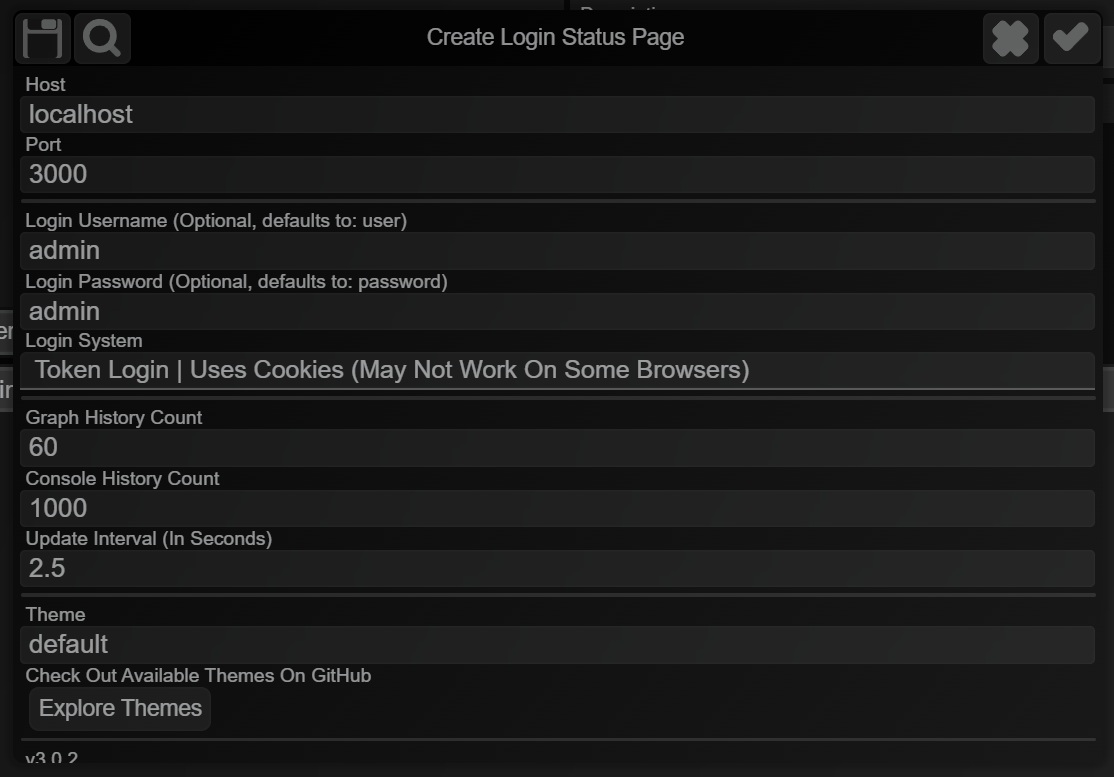 Create Login Status Page
Host
localhost
Port
3000
Login Username (Optional, defaults to: user)
admin
Login Password (Optional, defaults to: password)
admin
Login System
Token Login | Uses Cookies (May Not Work On Some Browsers)
Graph History Count
60
Console History Count
1000
Update Interval (In Seconds)
2.5
Theme
default
Check Out Available Themes On GitHub
Explore Themes
v3.0.2